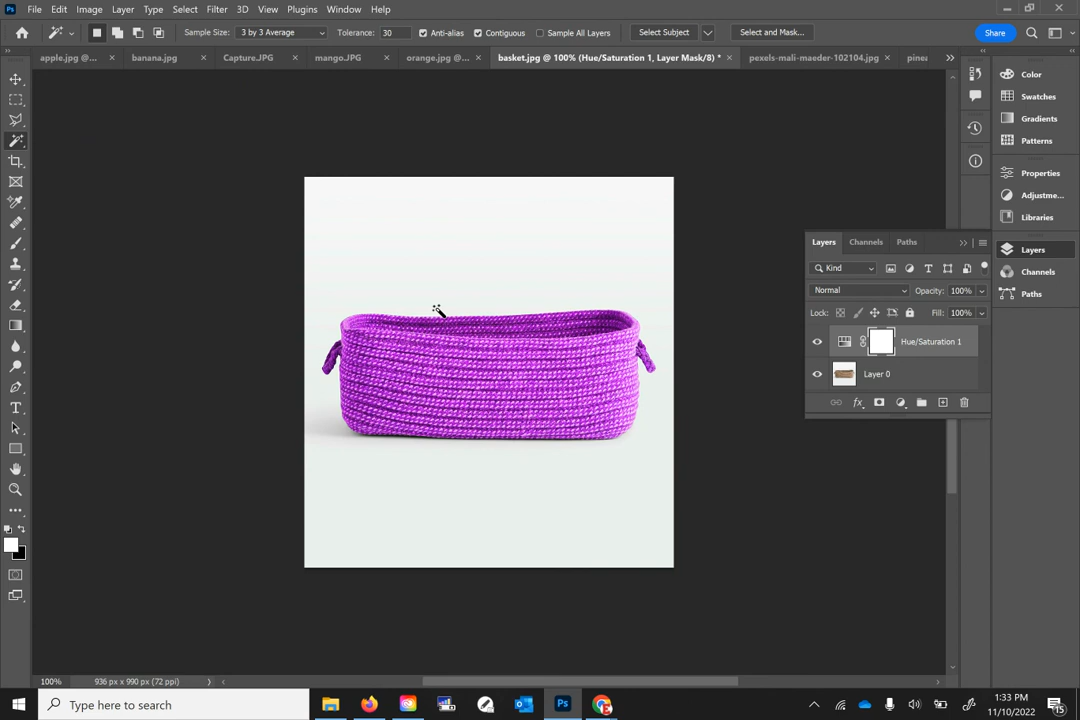 Ps File Edit Image Layer Type Select Filter 3D View Plugins Window Help
Sample Size: 3 by 3 Average Tolerance: 30 Anti-alias Contiguous Sample All Layers Select Subject Select and Mask... Share
apple.jpg @... × banana.jpg × Capture.JPG × mango.JPG × orange.jpg @... × basket.jpg @ 100% (Hue/Saturation 1, Layer Mask/8) * × pexels-mali-maeder-102104.jpg × pinea
Color
Swatches
Gradients
Patterns
Properties
Adjustme...
Libraries
Layers
Channels
Paths
Layers Channels Paths
Kind
Normal Opacity: 100%
Lock: Fill: 100%
Hue/Saturation 1
Layer 0
fx
100% 936 px x 990 px (72 ppi)
Type here to search
Ps
1:33 PM
11/10/2022
15